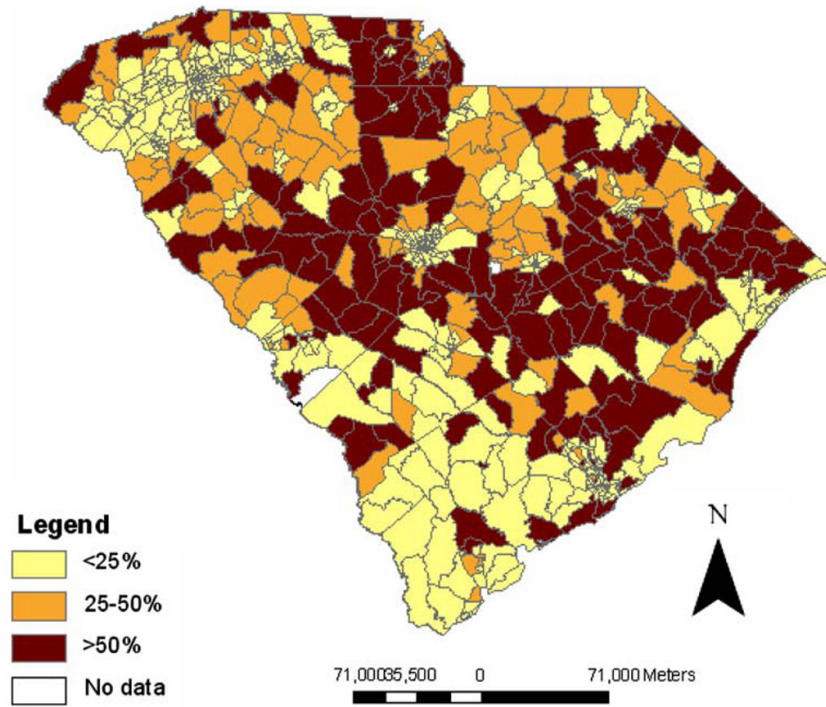 Legend
<25%
25-50%
>50%
No data
N
71,00035,500 0 71,000 Meters